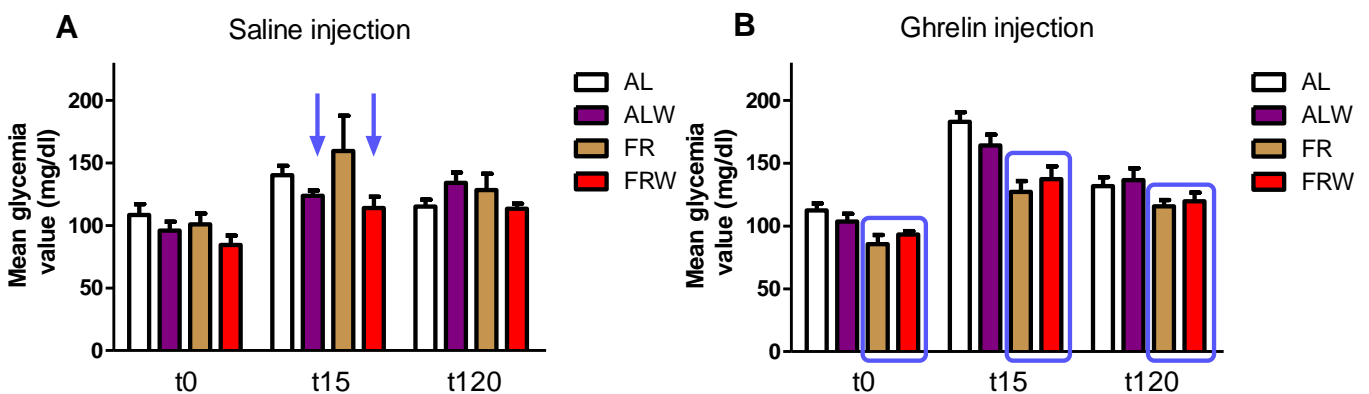 A
Saline injection
Mean glycemia
value (mg/dl)
200
150
100
50
0
t0
t15
t120
AL
ALW
FR
FRW
B
Ghrelin injection
Mean glycemia
value (mg/dl)
200
150
100
50
0
t0
t15
t120
AL
ALW
FR
FRW